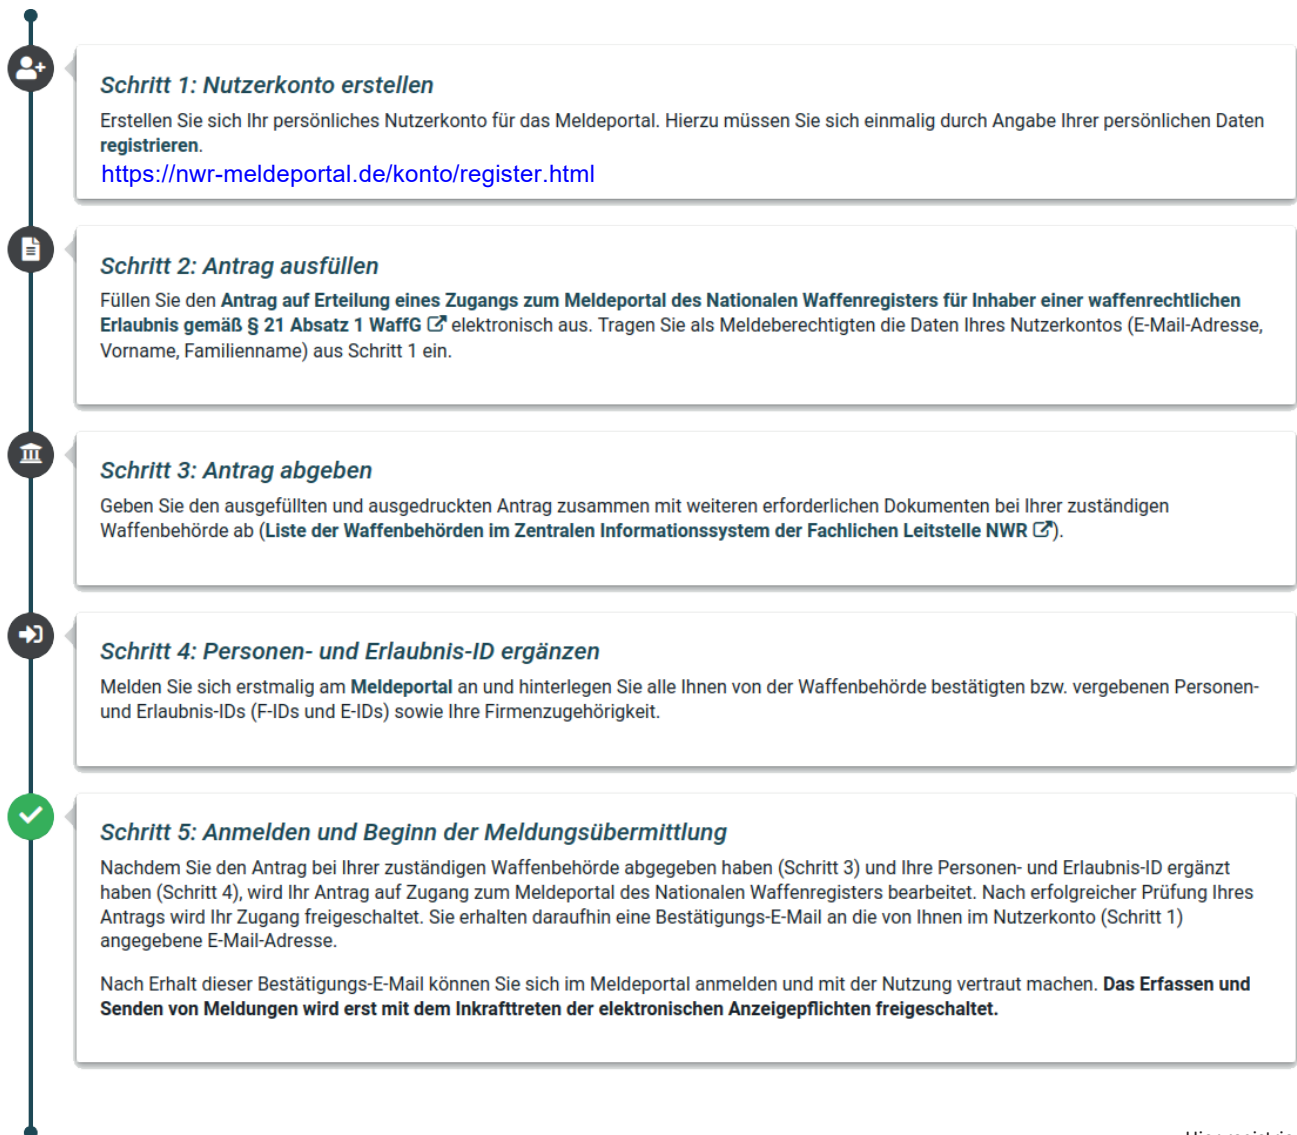 Schritt 1: Nutzerkonto erstellen
Erstellen Sie sich Ihr persönliches Nutzerkonto für das Meldeportal. Hierzu müssen Sie sich einmalig durch Angabe Ihrer persönlichen Daten
registrieren.
https://nwr-meldeportal.de/konto/register.html
Schritt 2: Antrag ausfüllen
Füllen Sie den Antrag auf Erteilung eines Zugangs zum Meldeportal des Nationalen Waffenregisters für Inhaber einer waffenrechtlichen
Erlaubnis gemäß § 21 Absatz 1 WaffG elektronisch aus. Tragen Sie als Meldeberechtigten die Daten Ihres Nutzerkontos (E-Mail-Adresse,
Vorname, Familienname) aus Schritt 1 ein.
Schritt 3: Antrag abgeben
Geben Sie den ausgefüllten und ausgedruckten Antrag zusammen mit weiteren erforderlichen Dokumenten bei Ihrer zuständigen
Waffenbehörde ab (Liste der Waffenbehörden im Zentralen Informationssystem der Fachlichen Leitstelle NWR ).
Schritt 4: Personen- und Erlaubnis-ID ergänzen
Melden Sie sich erstmalig am Meldeportal an und hinterlegen Sie alle Ihnen von der Waffenbehörde bestätigten bzw. vergebenen Personen-
und Erlaubnis-IDs (F-IDs und E-IDs) sowie Ihre Firmenzugehörigkeit.
Schritt 5: Anmelden und Beginn der Meldungsübermittlung
Nachdem Sie den Antrag bei Ihrer zuständigen Waffenbehörde abgegeben haben (Schritt 3) und Ihre Personen- und Erlaubnis-ID ergänzt
haben (Schritt 4), wird Ihr Antrag auf Zugang zum Meldeportal des Nationalen Waffenregisters bearbeitet. Nach erfolgreicher Prüfung Ihres
Antrags wird Ihr Zugang freigeschaltet. Sie erhalten daraufhin eine Bestätigungs-E-Mail an die von Ihnen im Nutzerkonto (Schritt 1)
angegebene E-Mail-Adresse.
Nach Erhalt dieser Bestätigungs-E-Mail können Sie sich im Meldeportal anmelden und mit der Nutzung vertraut machen. Das Erfassen und
Senden von Meldungen wird erst mit dem Inkrafttreten der elektronischen Anzeigepflichten freigeschaltet.